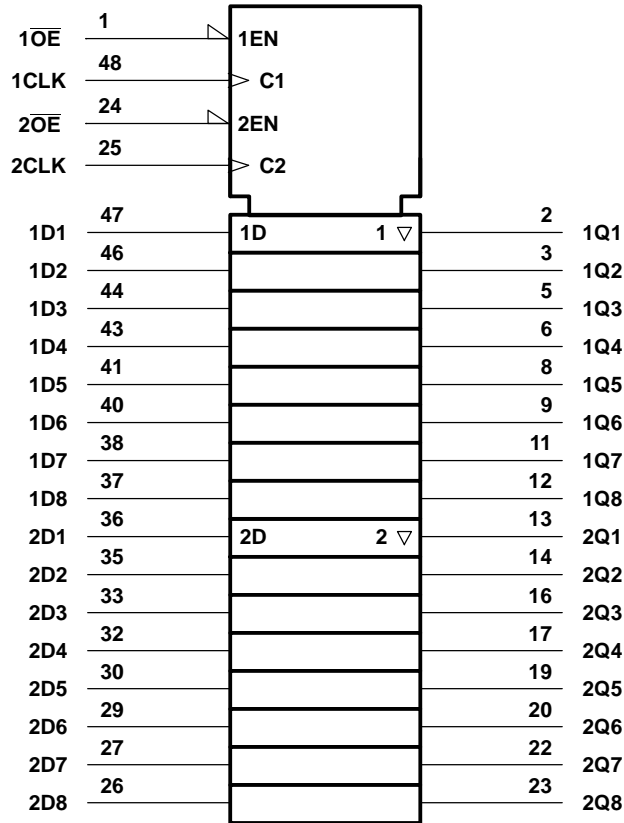 1
1OE 1EN
48
1CLK C1
24
2OE 2EN
25
2CLK C2
47 2
1D1 1D 1 ▽ 1Q1
46 3
1D2 1Q2
44 5
1D3 1Q3
43 6
1D4 1Q4
41 8
1D5 1Q5
40 9
1D6 1Q6
38 11
1D7 1Q7
37 12
1D8 1Q8
36 13
2D1 2D 2 ▽ 2Q1
35 14
2D2 2Q2
33 16
2D3 2Q3
32 17
2D4 2Q4
30 19
2D5 2Q5
29 20
2D6 2Q6
27 22
2D7 2Q7
26 23
2D8 2Q8